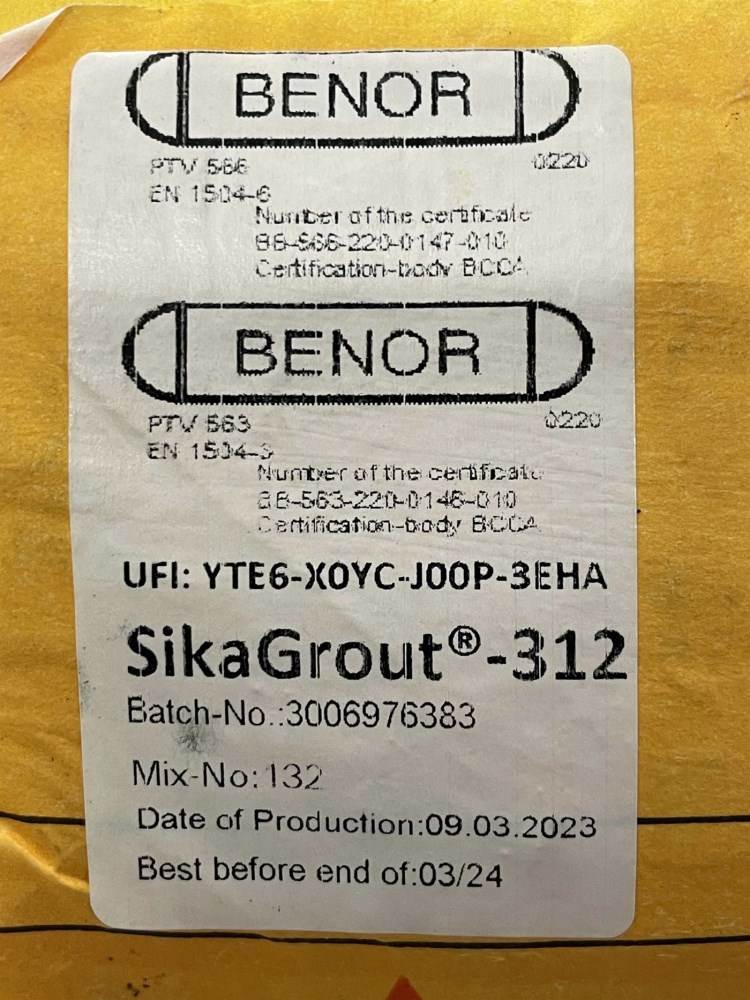 BENOR
PTV 566
0220
EN 1504-6
Number of the certificate
BB-566-220-0147-010
Certification-body BCCA
BENOR
PTV 563
0220
EN 1504-3
Number of the certificate
BB-563-220-0146-010
Certification-body BCCA
UFI: YTE6-X0YC-J00P-3EHA
SikaGrout®-312
Batch-No.:3006976383
Mix-No:132
Date of Production:09.03.2023
Best before end of:03/24